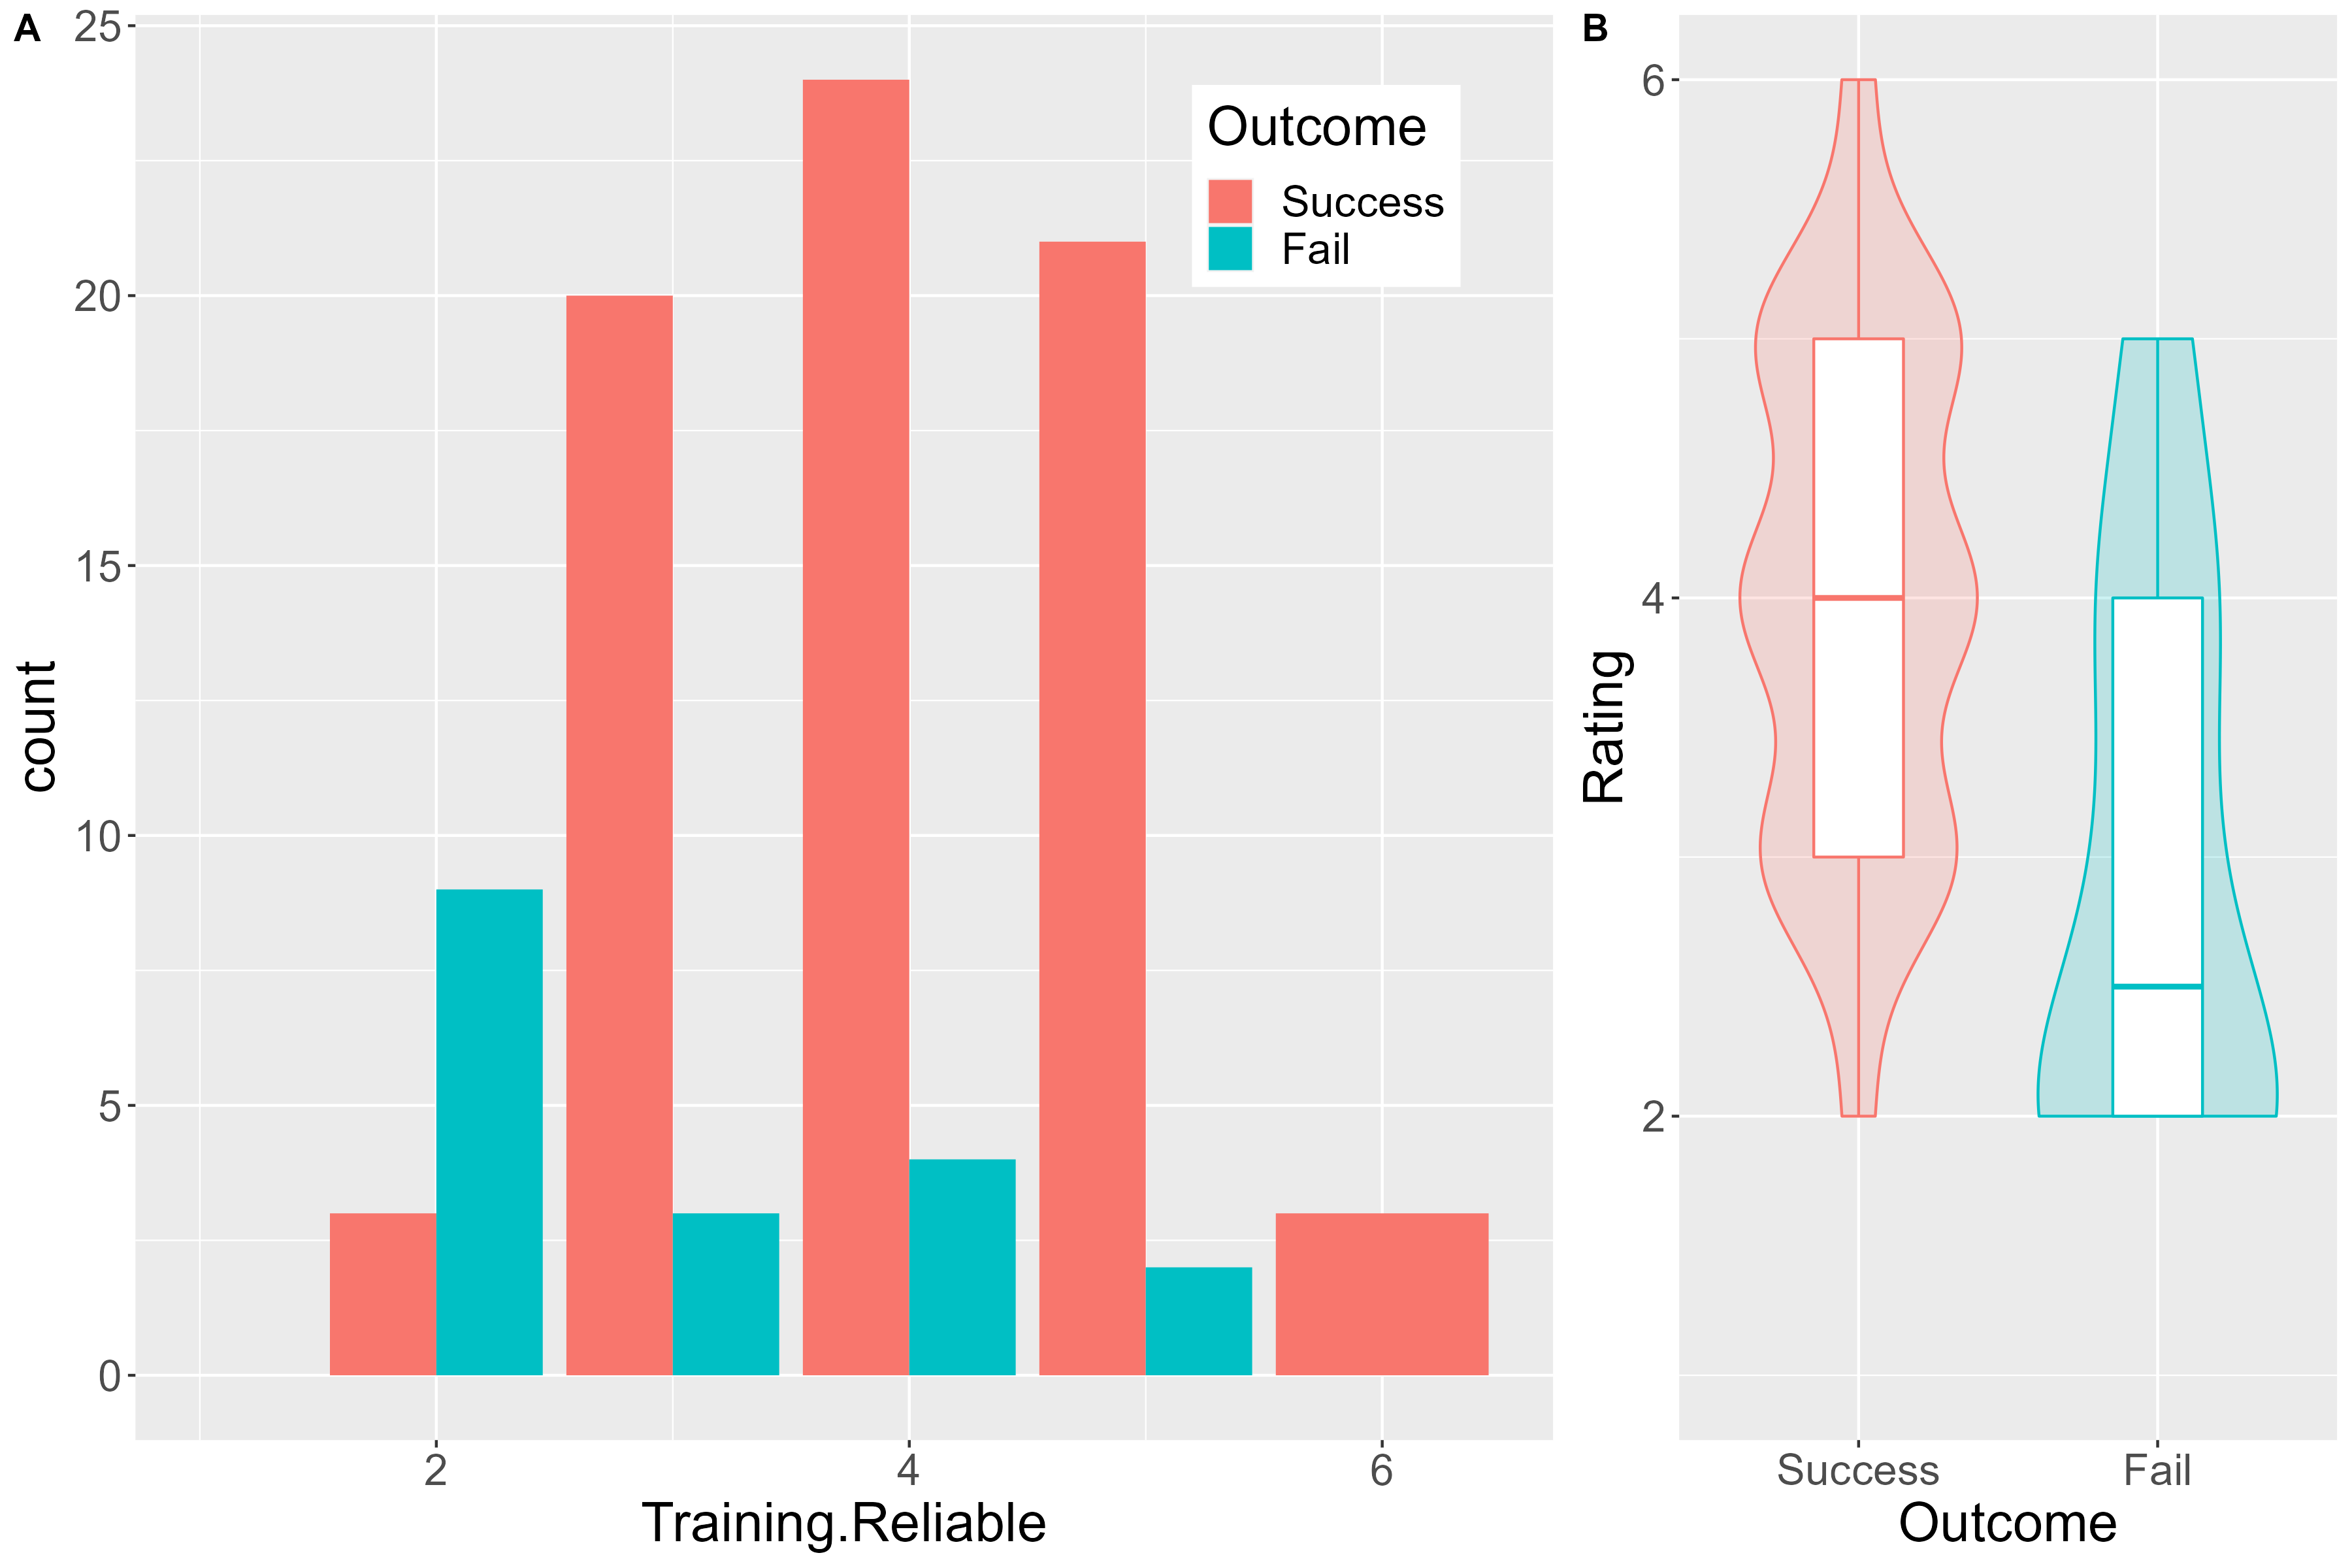 A
25
20
15
10
5
0
count
2
4
6
Training.Reliable
Outcome
Success
Fail
B
6
4
2
Rating
Success
Fail
Outcome